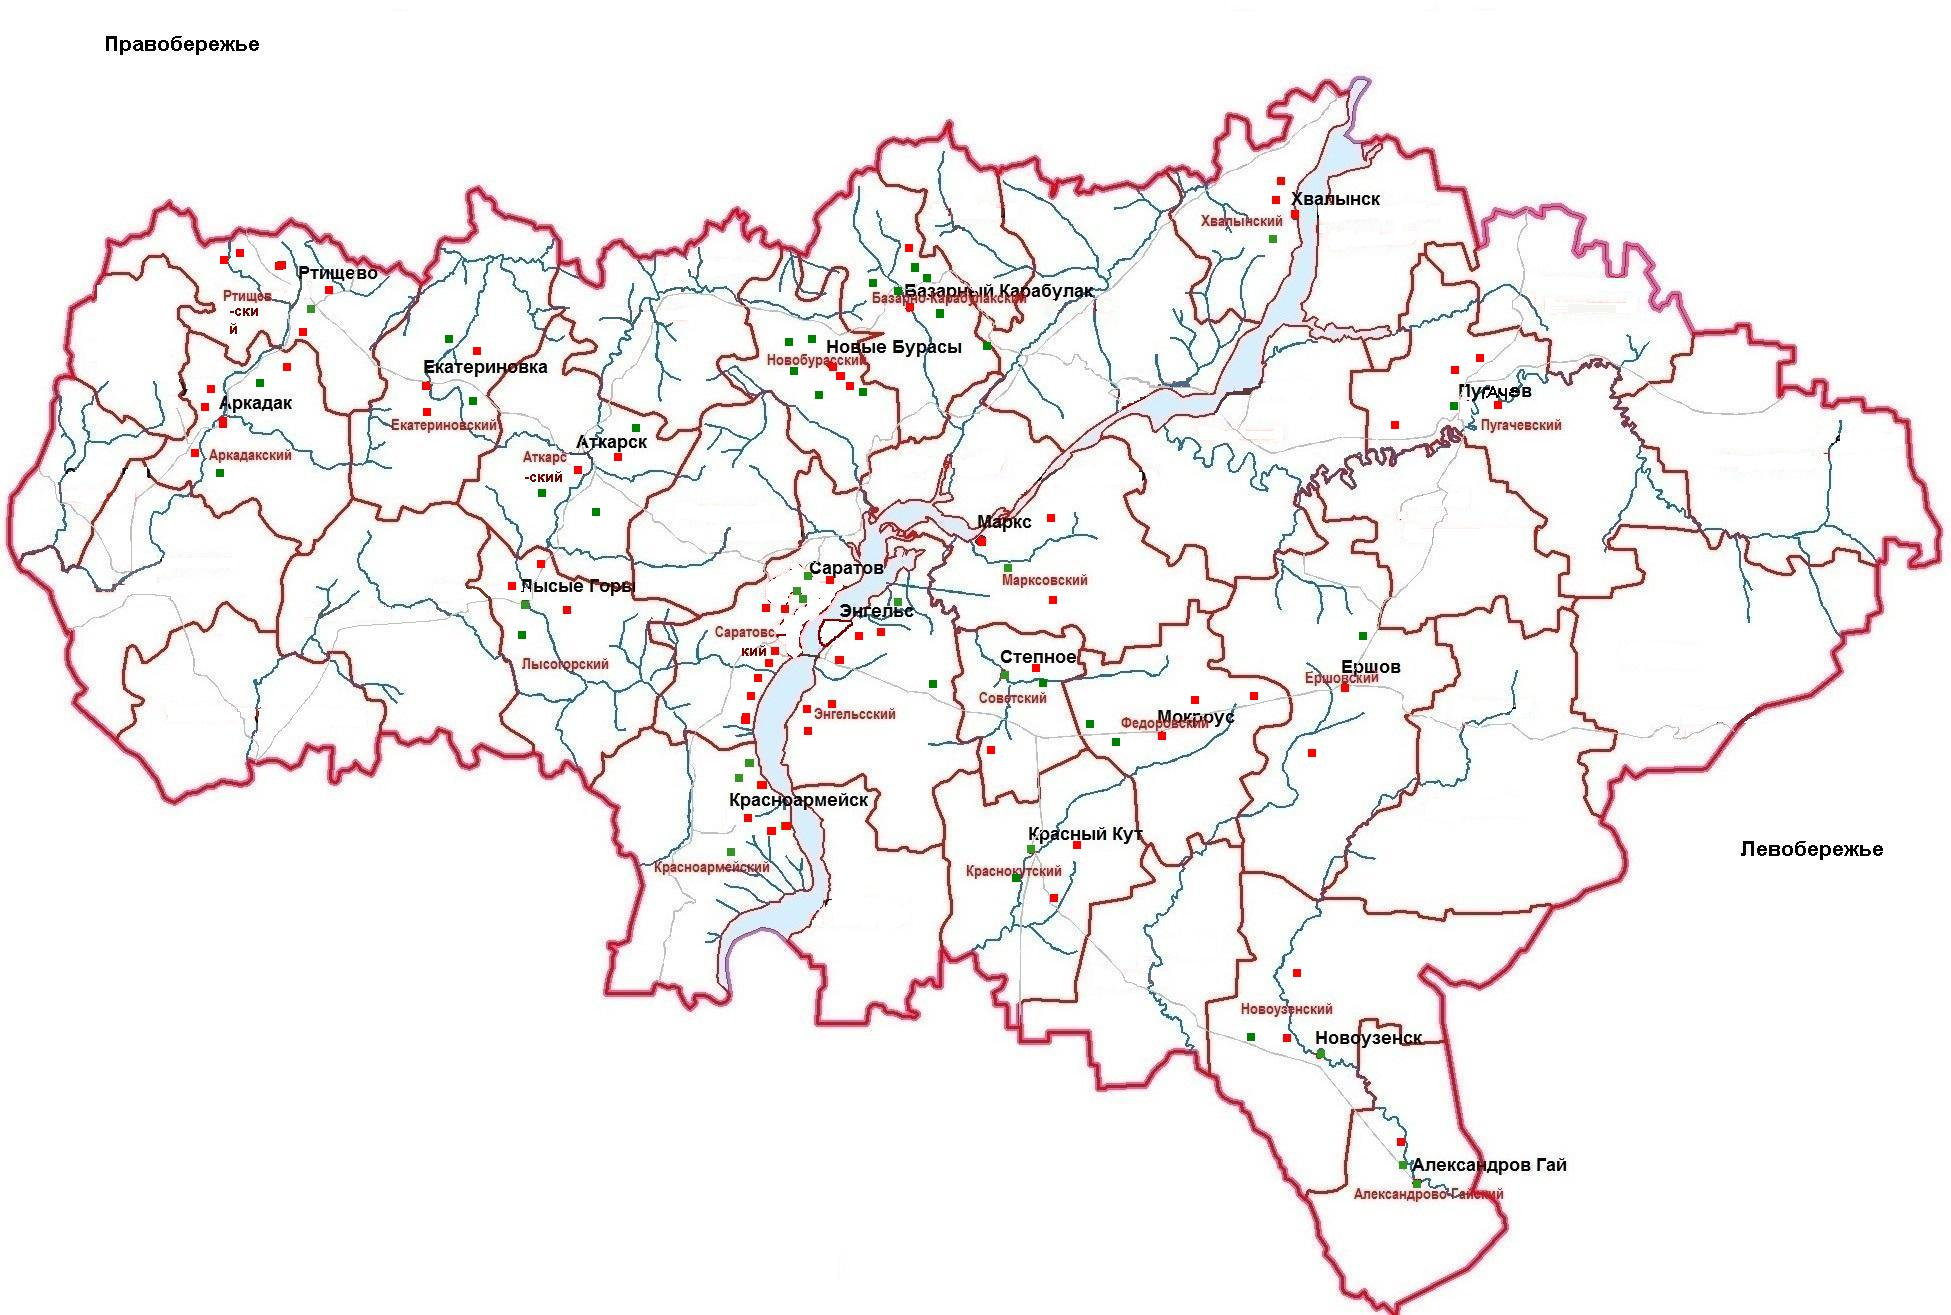 Правобережье
Хвалынск
Хвалынский
Ртищево
Ртищев
-ски
й
Базарный Карабулак
Базарно-Карабулакский
Новые Бурасы
Новобурасский
Екатериновка
Екатериновский
Аркадак
Аркадакский
Пугачев
Пугачевский
Аткарск
Аткарс
-ский
Маркс
Марксовский
Саратов
Саратовс
кий
Лысые Горы
Лысогорский
Энгельс
Энгельсский
Степное
Советский
Ершов
Ершовский
Мокроус
Федоровский
Красноармейск
Красноармейский
Красный Кут
Краснокутский
Левобережье
Новоузенский
Новоузенск
Александров Гай
Александрово-Гайский